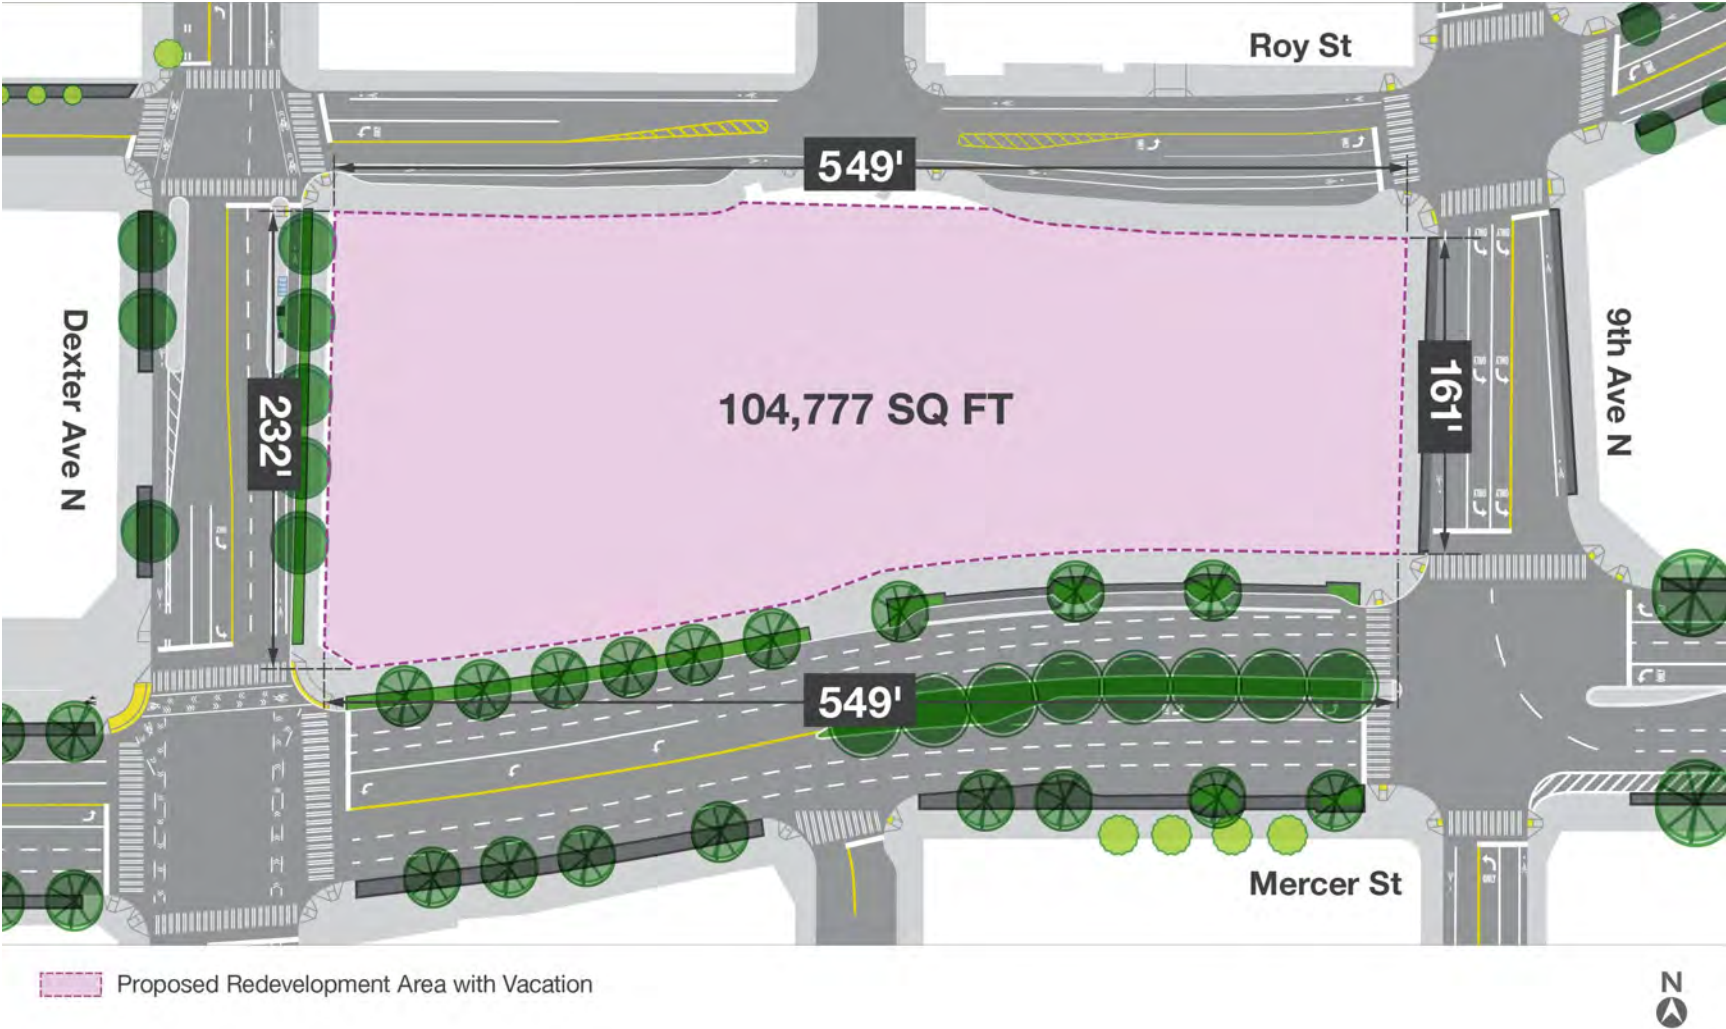 Roy St
549'
Dexter Ave N
232'
104,777 SQ FT
161'
9th Ave N
549'
Mercer St
Proposed Redevelopment Area with Vacation
N